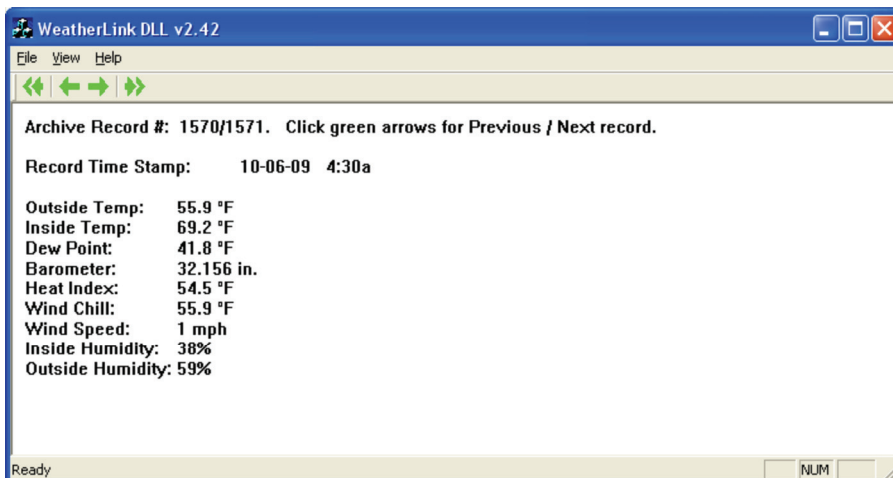 WeatherLink DLL v2.42
File View Help
Archive Record #: 1570/1571. Click green arrows for Previous / Next record.
Record Time Stamp: 10-06-09 4:30a
Outside Temp: 55.9 °F
Inside Temp: 69.2 °F
Dew Point: 41.8 °F
Barometer: 32.156 in.
Heat Index: 54.5 °F
Wind Chill: 55.9 °F
Wind Speed: 1 mph
Inside Humidity: 38%
Outside Humidity: 59%
Ready NUM